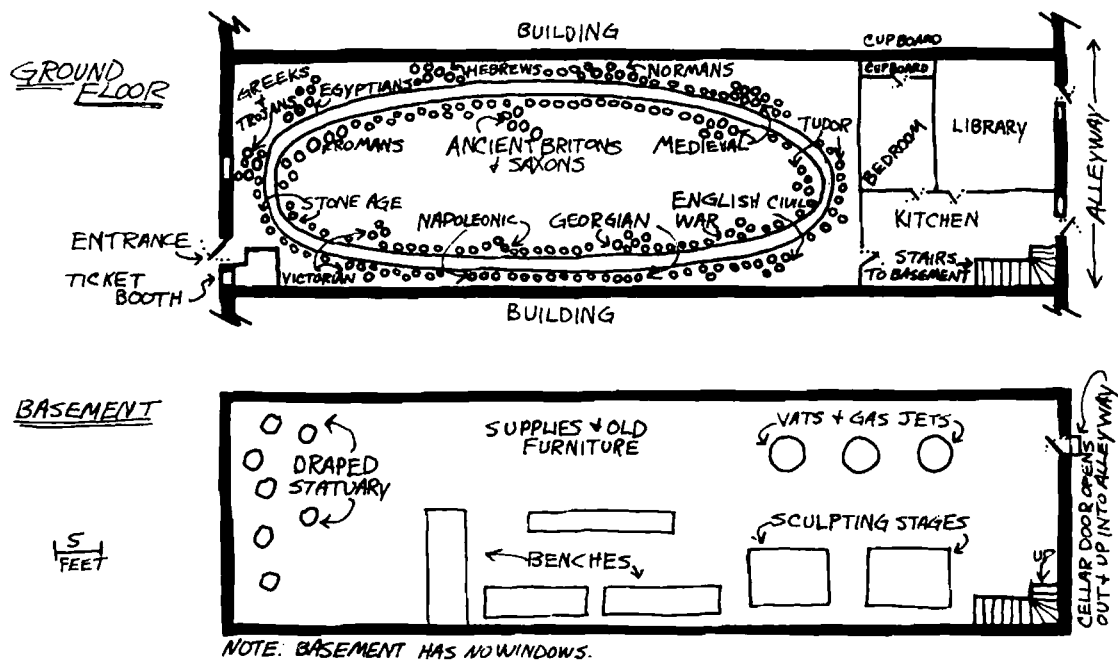 BUILDING
CUPBOARD
GROUND
FLOOR
GREEKS
&
TROJANS
EGYPTIANS
HEBREWS
NORMANS
CUPBOARD
ROMANS
ANCIENT BRITONS
& SAXONS
MEDIEVAL
TUDOR
BEDROOM
LIBRARY
ALLEYWAY
STONE AGE
NAPOLEONIC
GEORGIAN
ENGLISH CIVIL
WAR
KITCHEN
ENTRANCE
TICKET
BOOTH
VICTORIAN
STAIRS
TO BASEMENT
BUILDING
BASEMENT
DRAPED
STATUARY
SUPPLIES & OLD
FURNITURE
VATS & GAS JETS
CELLAR DOOR OPENS
OUT & UP INTO ALLEYWAY
5
FEET
BENCHES
SCULPTING STAGES
UP
NOTE: BASEMENT HAS NO WINDOWS.